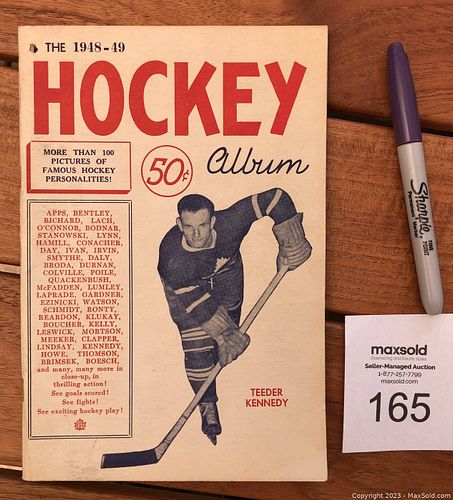 THE 1948-49
HOCKEY
Album
50¢
MORE THAN 100
PICTURES OF
FAMOUS HOCKEY
PERSONALITIES!
APPS, BENTLEY,
RICHARD, LACH,
O'CONNOR, BODNAR,
STANOWSKI, LYNN,
HAMILL, CONACHER,
DAY, IVAN, IRVIN,
SMYTHE, DALY,
BRODA, DURNAN,
COLVILLE, POILE,
QUACKENBUSH,
McFADDEN, LUMLEY,
LAPRADE, GARDNER,
EZINICKI, WATSON,
SCHMIDT, RONTY,
REARDON, KLUKAY,
BOUCHER, KELLY,
LESWICK, MORTSON,
MEEKER, CLAPPER,
LINDSAY, KENNEDY,
HOWE, THOMSON,
BRIMSEK, BOESCH,
and many, many more in
close-up, in
thrilling action!
See goals scored!
See fights!
See exciting hockey play!
TEEDER
KENNEDY
Sharpie
maxsold
Downsizing and Estate Sales
Seller-Managed Auction
1-877-257-7799
maxsold.com
165
Copyright 2023 - MaxSold.com